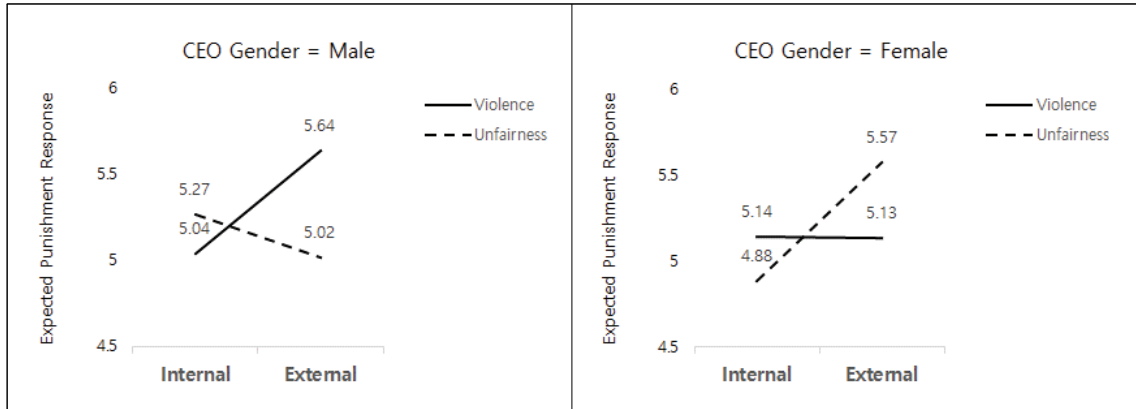 CEO Gender = Male
Expected Punishment Response
6
5.5
5
4.5
5.27
5.04
5.64
5.02
Violence
Unfairness
Internal External
CEO Gender = Female
Expected Punishment Response
6
5.5
5
4.5
5.14
4.88
5.57
5.13
Violence
Unfairness
Internal External